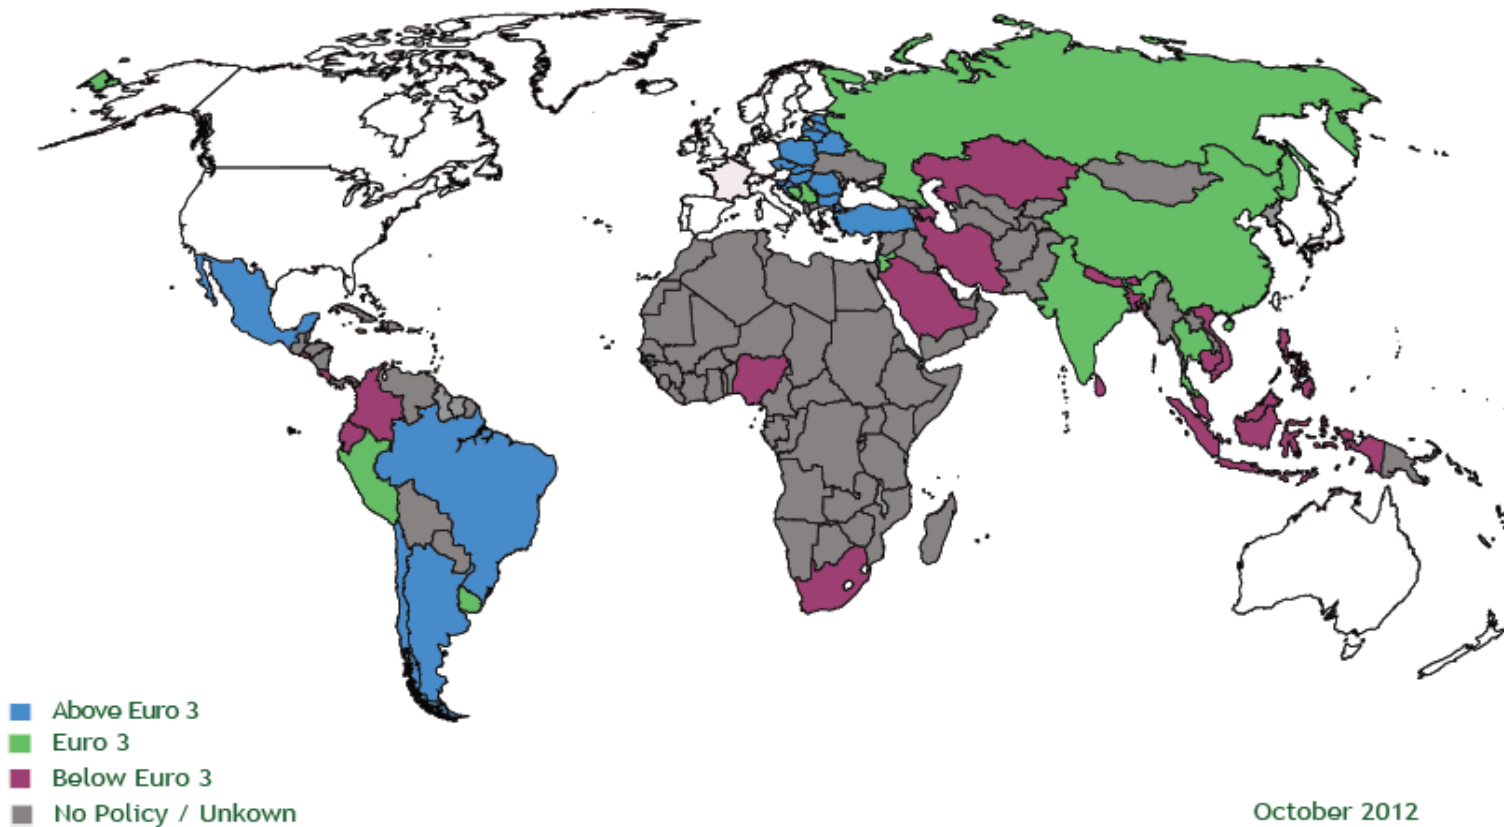 Above Euro 3
Euro 3
Below Euro 3
No Policy / Unkown
October 2012